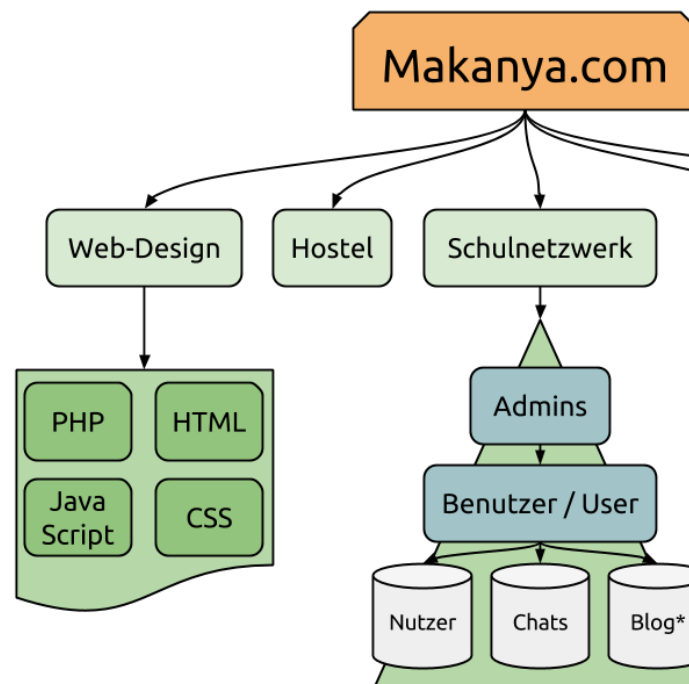 Makanya.com
Web-Design
Hostel
Schulnetzwerk
PHP
HTML
Java
Script
CSS
Admins
Benutzer / User
Nutzer
Chats
Blog*